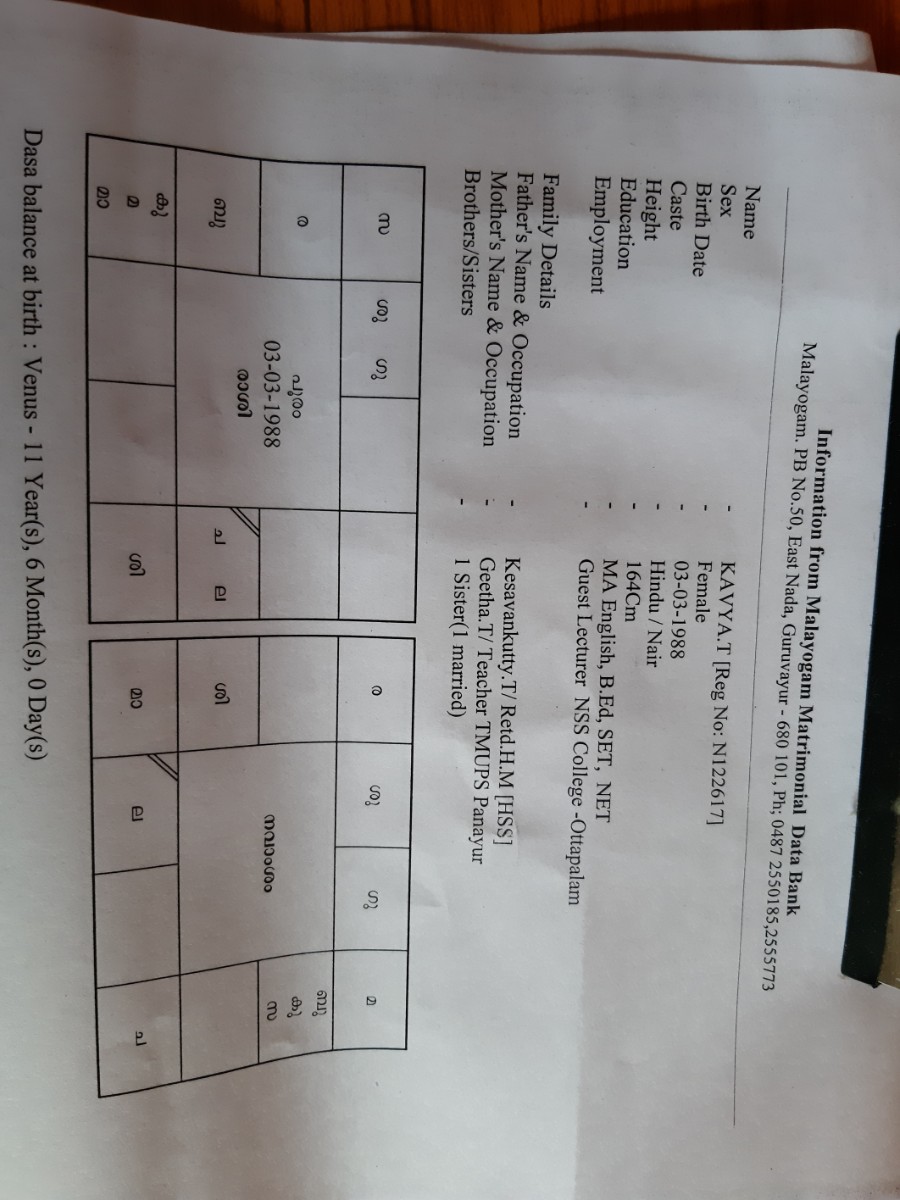 Information from Malayogam Matrimonial Data Bank
Malayogam. PB No.50, East Nada, Guruvayur - 680 101, Ph; 0487 2550185,2555773
Name - KAVYA.T [Reg No: N122617]
Sex - Female
Birth Date - 03-03-1988
Caste - Hindu / Nair
Height - 164Cm
Education - MA English, B.Ed, SET, NET
Employment - Guest Lecturer NSS College -Ottapalam
Family Details
Father's Name & Occupation - Kesavankutty.T/ Retd.H.M [HSS]
Mother's Name & Occupation - Geetha.T/ Teacher TMUPS Panayur
Brothers/Sisters - 1 Sister(1 married)
സ ശു ഗു
ര
പൂരം
03-03-1988
രാശി
ബു ച ല
കു
മ ശി
മാ
ര ശു ഗു മ
ബു
കു
സ
നവാംശം
ശി
മാ ല ച
Dasa balance at birth : Venus - 11 Year(s), 6 Month(s), 0 Day(s)